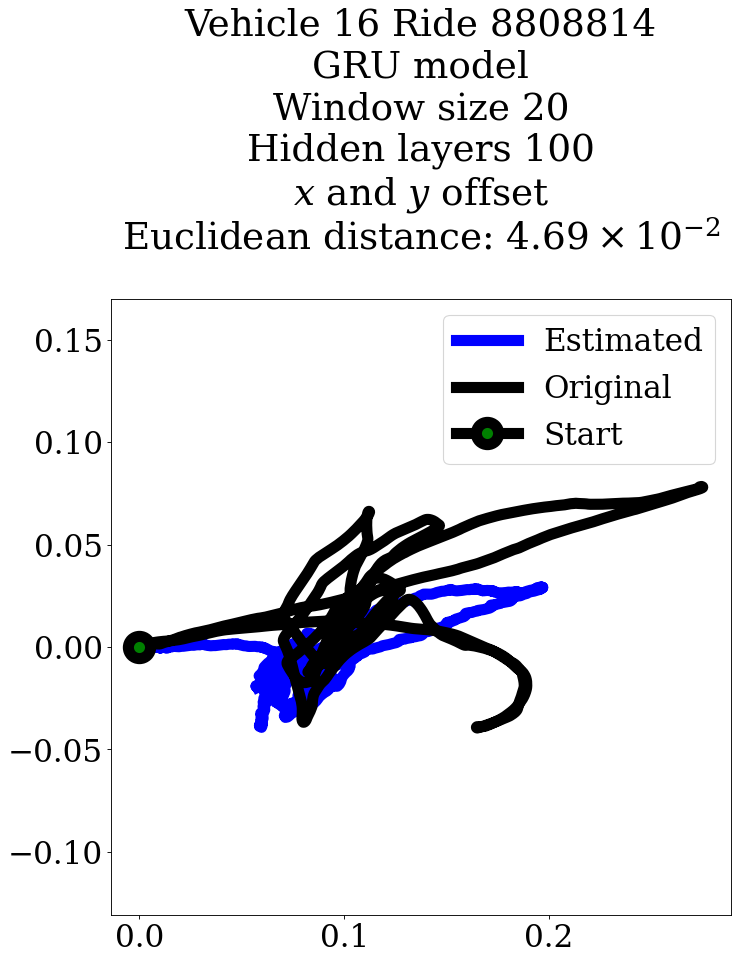 Vehicle 16 Ride 8808814
GRU model
Window size 20
Hidden layers 100
x and y offset
Euclidean distance: 4.69 × 10⁻²
Estimated
Original
Start
0.15
0.10
0.05
0.00
−0.05
−0.10
0.0 0.1 0.2